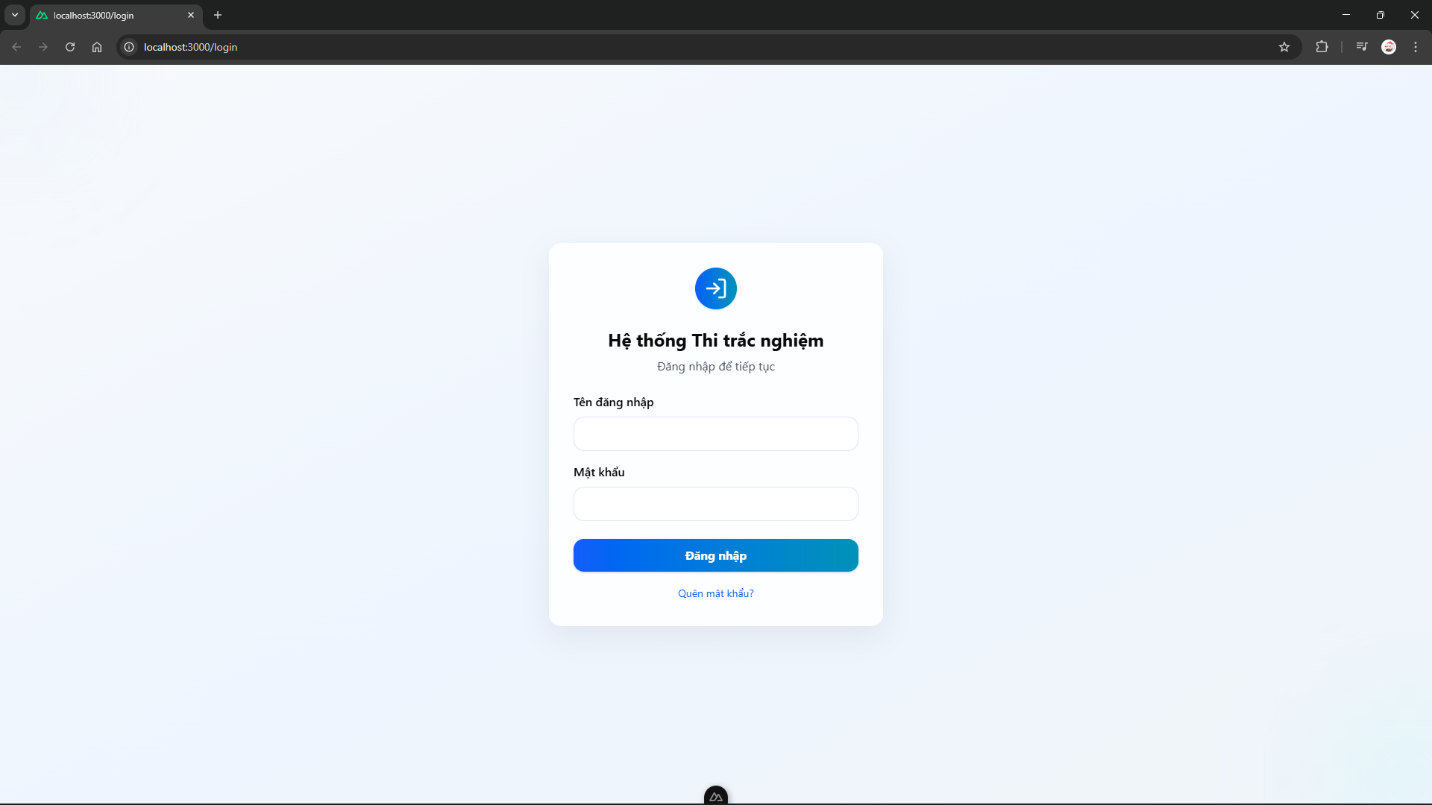 localhost:3000/login
localhost:3000/login
Hệ thống Thi trắc nghiệm
Đăng nhập để tiếp tục
Tên đăng nhập
Mật khẩu
Đăng nhập
Quên mật khẩu?